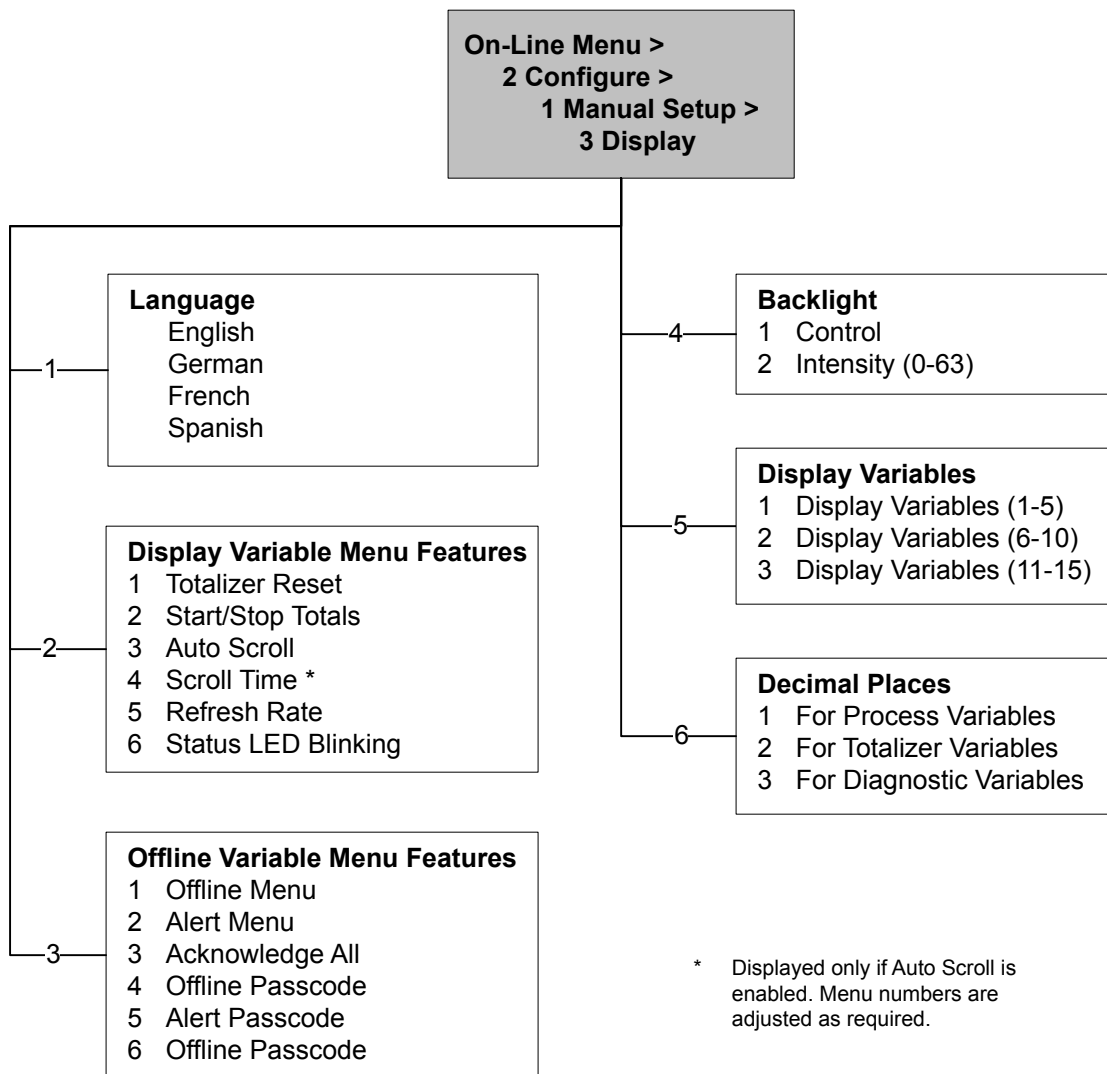 On-Line Menu >
2 Configure >
1 Manual Setup >
3 Display
1
Language
English
German
French
Spanish
2
Display Variable Menu Features
1 Totalizer Reset
2 Start/Stop Totals
3 Auto Scroll
4 Scroll Time *
5 Refresh Rate
6 Status LED Blinking
3
Offline Variable Menu Features
1 Offline Menu
2 Alert Menu
3 Acknowledge All
4 Offline Passcode
5 Alert Passcode
6 Offline Passcode
4
Backlight
1 Control
2 Intensity (0-63)
5
Display Variables
1 Display Variables (1-5)
2 Display Variables (6-10)
3 Display Variables (11-15)
6
Decimal Places
1 For Process Variables
2 For Totalizer Variables
3 For Diagnostic Variables
* Displayed only if Auto Scroll is
enabled. Menu numbers are
adjusted as required.